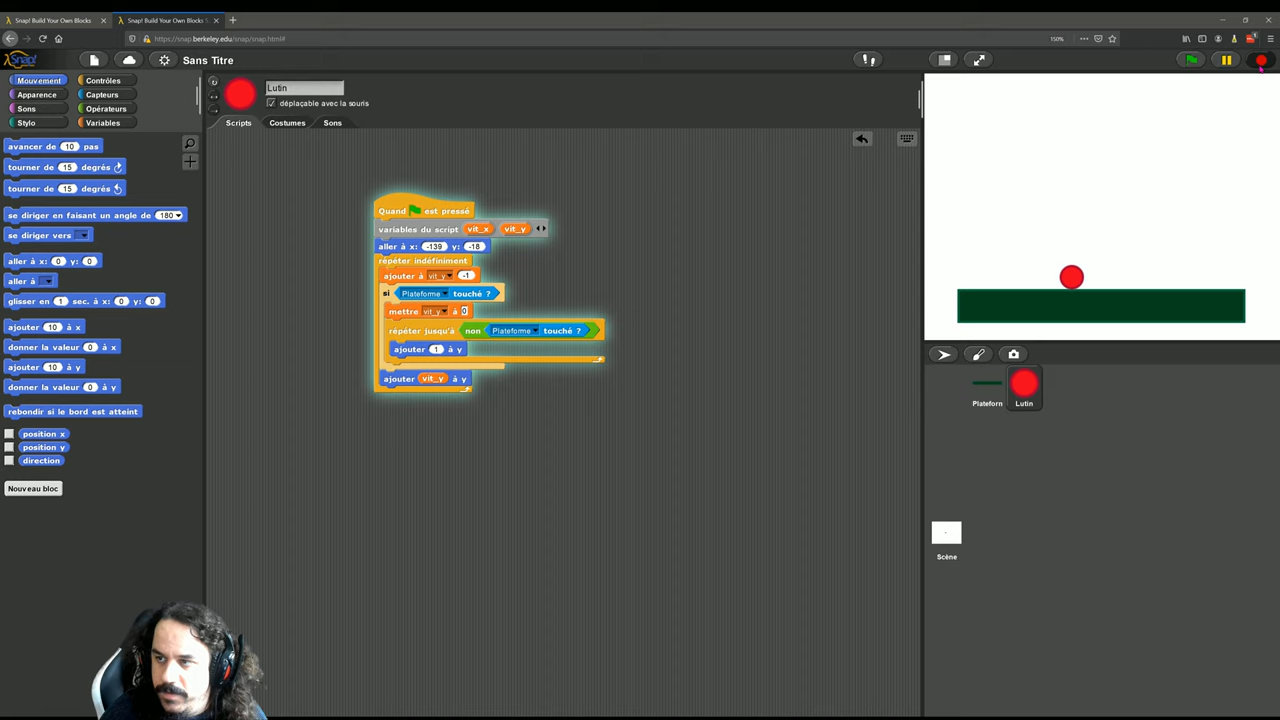 Snap! Build Your Own Blocks
Snap! Build Your Own Blocks 5
https://snap.berkeley.edu/snap/snap.html#
150%
Snap!
Sans Titre
Mouvement
Contrôles
Apparence
Capteurs
Sons
Opérateurs
Stylo
Variables
avancer de 10 pas
tourner de 15 degrés
tourner de 15 degrés
se diriger en faisant un angle de 180
se diriger vers
aller à x: 0 y: 0
aller à
glisser en 1 sec. à x: 0 y: 0
ajouter 10 à x
donner la valeur 0 à x
ajouter 10 à y
donner la valeur 0 à y
rebondir si le bord est atteint
position x
position y
direction
Nouveau bloc
Lutin
déplaçable avec la souris
Scripts
Costumes
Sons
Quand est pressé
variables du script vit_x vit_y
aller à x: -139 y: -18
répéter indéfiniment
ajouter à vit_y -1
si Plateforme touché ?
mettre vit_y à 0
répéter jusqu'à non Plateforme touché ?
ajouter 1 à y
ajouter vit_y à y
Plateforn
Lutin
Scène